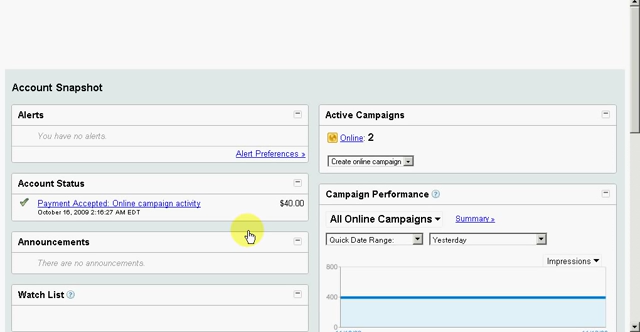 Account Snapshot
Alerts
You have no alerts.
Alert Preferences »
Account Status
Payment Accepted: Online campaign activity $40.00
October 16, 2009 2:16:27 AM EDT
Announcements
There are no announcements.
Watch List ?
Active Campaigns
Online: 2
Create online campaign
Campaign Performance ?
All Online Campaigns Summary »
Quick Date Range: Yesterday
Impressions
800
400
0